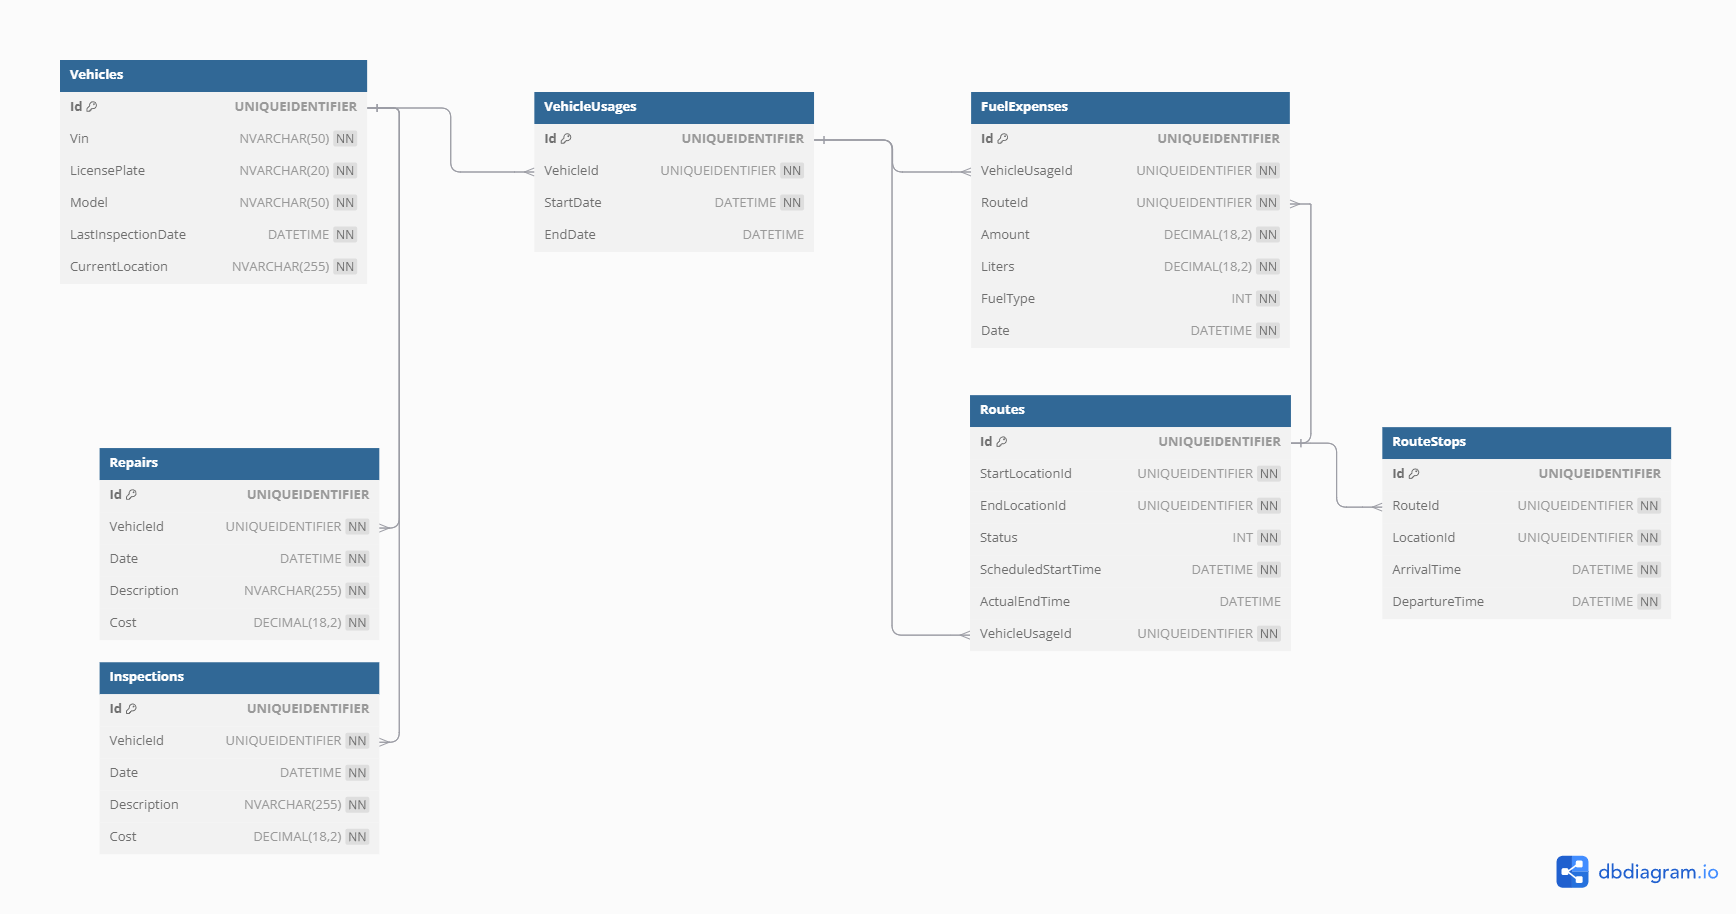 Vehicles
Id UNIQUEIDENTIFIER
Vin NVARCHAR(50) NN
LicensePlate NVARCHAR(20) NN
Model NVARCHAR(50) NN
LastInspectionDate DATETIME NN
CurrentLocation NVARCHAR(255) NN
VehicleUsages
Id UNIQUEIDENTIFIER
VehicleId UNIQUEIDENTIFIER NN
StartDate DATETIME NN
EndDate DATETIME
FuelExpenses
Id UNIQUEIDENTIFIER
VehicleUsageId UNIQUEIDENTIFIER NN
RouteId UNIQUEIDENTIFIER NN
Amount DECIMAL(18,2) NN
Liters DECIMAL(18,2) NN
FuelType INT NN
Date DATETIME NN
Repairs
Id UNIQUEIDENTIFIER
VehicleId UNIQUEIDENTIFIER NN
Date DATETIME NN
Description NVARCHAR(255) NN
Cost DECIMAL(18,2) NN
Inspections
Id UNIQUEIDENTIFIER
VehicleId UNIQUEIDENTIFIER NN
Date DATETIME NN
Description NVARCHAR(255) NN
Cost DECIMAL(18,2) NN
Routes
Id UNIQUEIDENTIFIER
StartLocationId UNIQUEIDENTIFIER NN
EndLocationId UNIQUEIDENTIFIER NN
Status INT NN
ScheduledStartTime DATETIME NN
ActualEndTime DATETIME
VehicleUsageId UNIQUEIDENTIFIER NN
RouteStops
Id UNIQUEIDENTIFIER
RouteId UNIQUEIDENTIFIER NN
LocationId UNIQUEIDENTIFIER NN
ArrivalTime DATETIME NN
DepartureTime DATETIME NN
dbdiagram.io